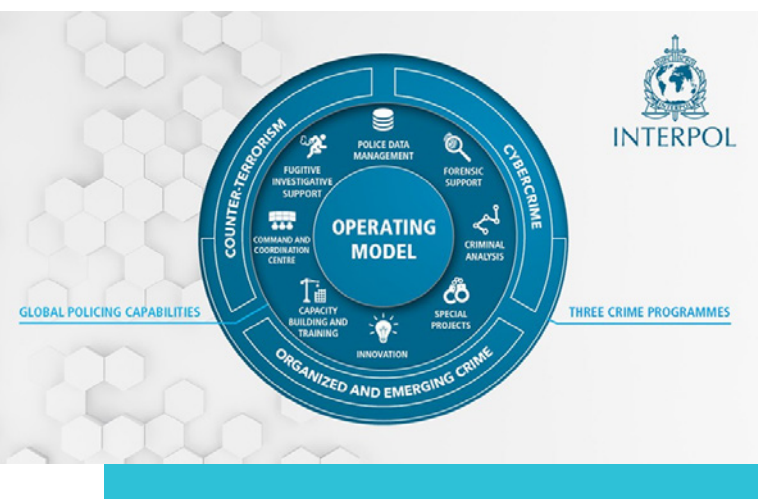 INTERPOL
COUNTER-TERRORISM
CYBERCRIME
POLICE DATA
MANAGEMENT
FUGITIVE
INVESTIGATIVE
SUPPORT
FORENSIC
SUPPORT
OPERATING
MODEL
COMMAND AND
COORDINATION
CENTRE
CRIMINAL
ANALYSIS
CAPACITY
BUILDING AND
TRAINING
SPECIAL
PROJECTS
INNOVATION
GLOBAL POLICING CAPABILITIES
THREE CRIME PROGRAMMES
ORGANIZED AND EMERGING CRIME